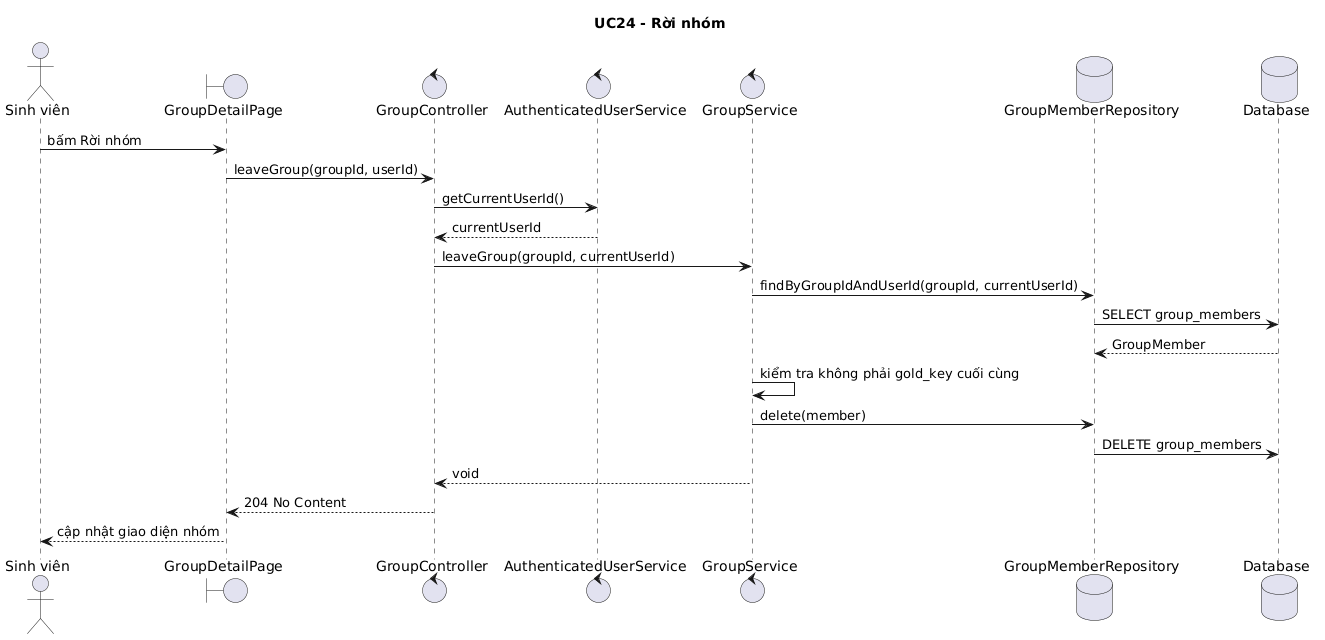 UC24 - Rời nhóm
Sinh viên
GroupDetailPage
GroupController
AuthenticatedUserService
GroupService
GroupMemberRepository
Database
bấm Rời nhóm
leaveGroup(groupId, userId)
getCurrentUserId()
currentUserId
leaveGroup(groupId, currentUserId)
findByGroupIdAndUserId(groupId, currentUserId)
SELECT group_members
GroupMember
kiểm tra không phải gold_key cuối cùng
delete(member)
DELETE group_members
void
204 No Content
cập nhật giao diện nhóm
Sinh viên
GroupDetailPage
GroupController
AuthenticatedUserService
GroupService
GroupMemberRepository
Database